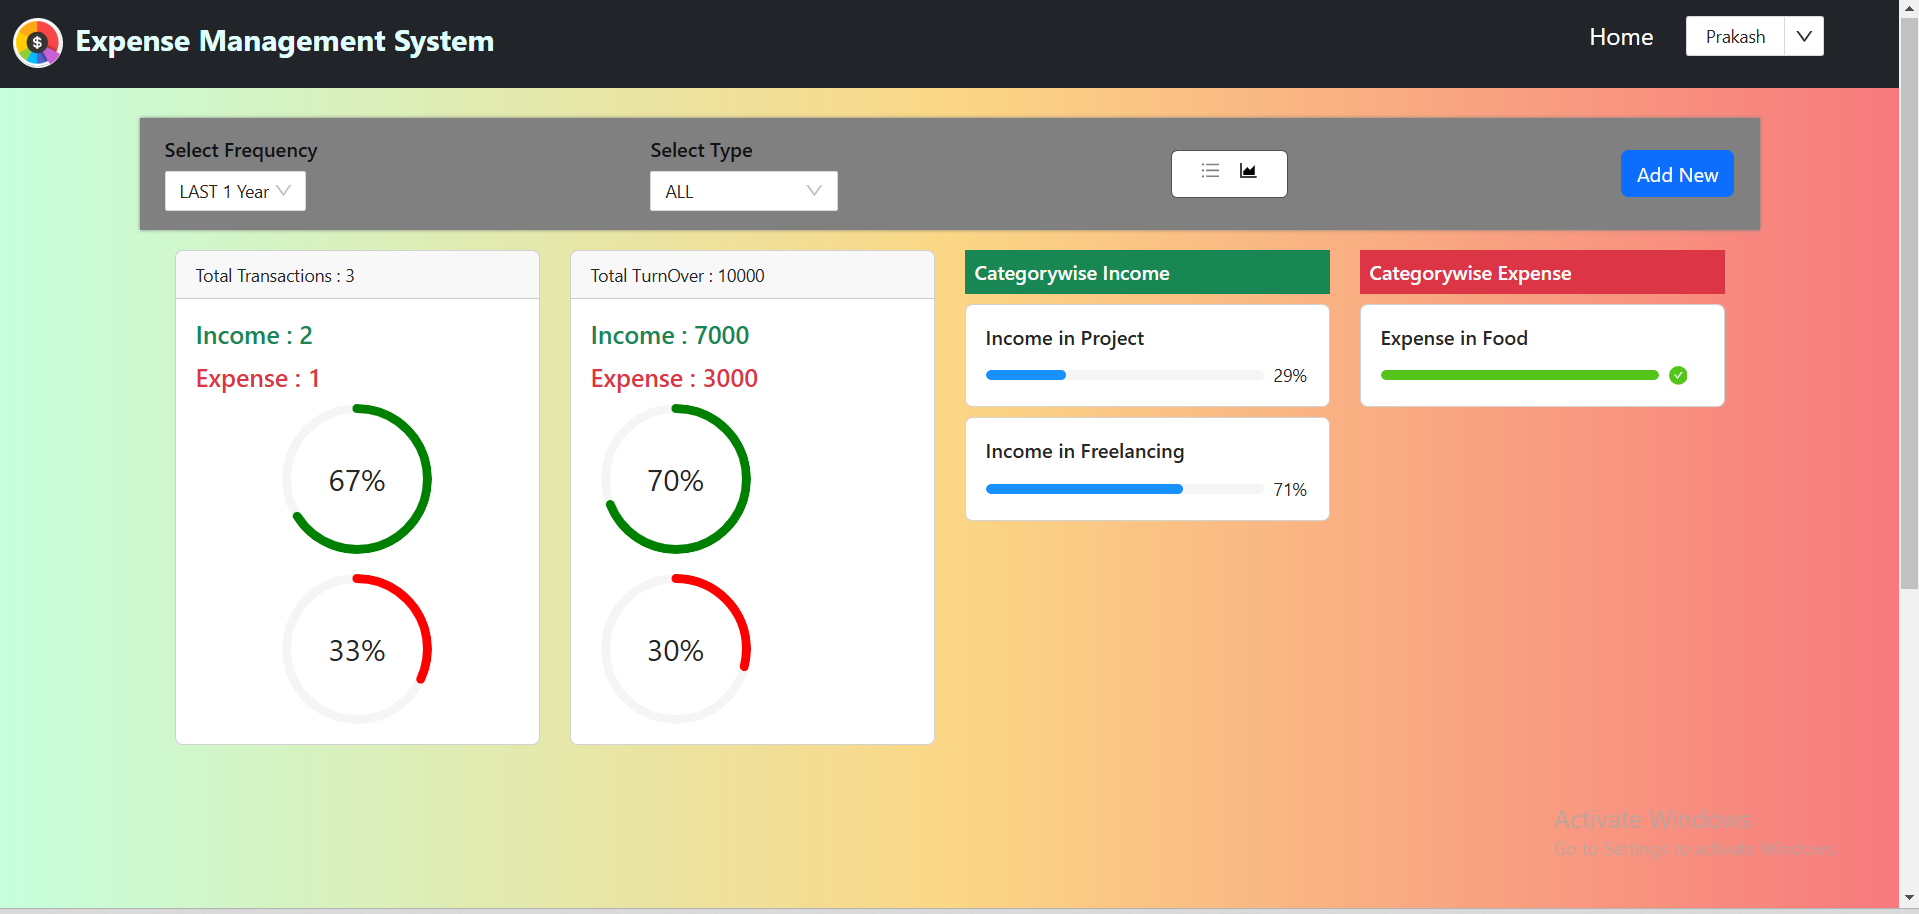 $
Expense Management System
Home
Prakash
Select Frequency
LAST 1 Year
Select Type
ALL
Add New
Total Transactions : 3
Income : 2
Expense : 1
67%
33%
Total TurnOver : 10000
Income : 7000
Expense : 3000
70%
30%
Categorywise Income
Income in Project
29%
Income in Freelancing
71%
Categorywise Expense
Expense in Food
Activate Windows
Go to Settings to activate Windows.